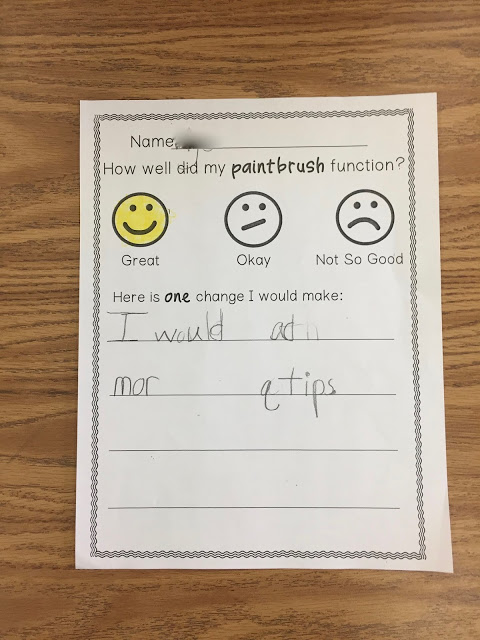 Name
How well did my paintbrush function?
Great Okay Not So Good
Here is one change I would make:
I would ad
mor qtips